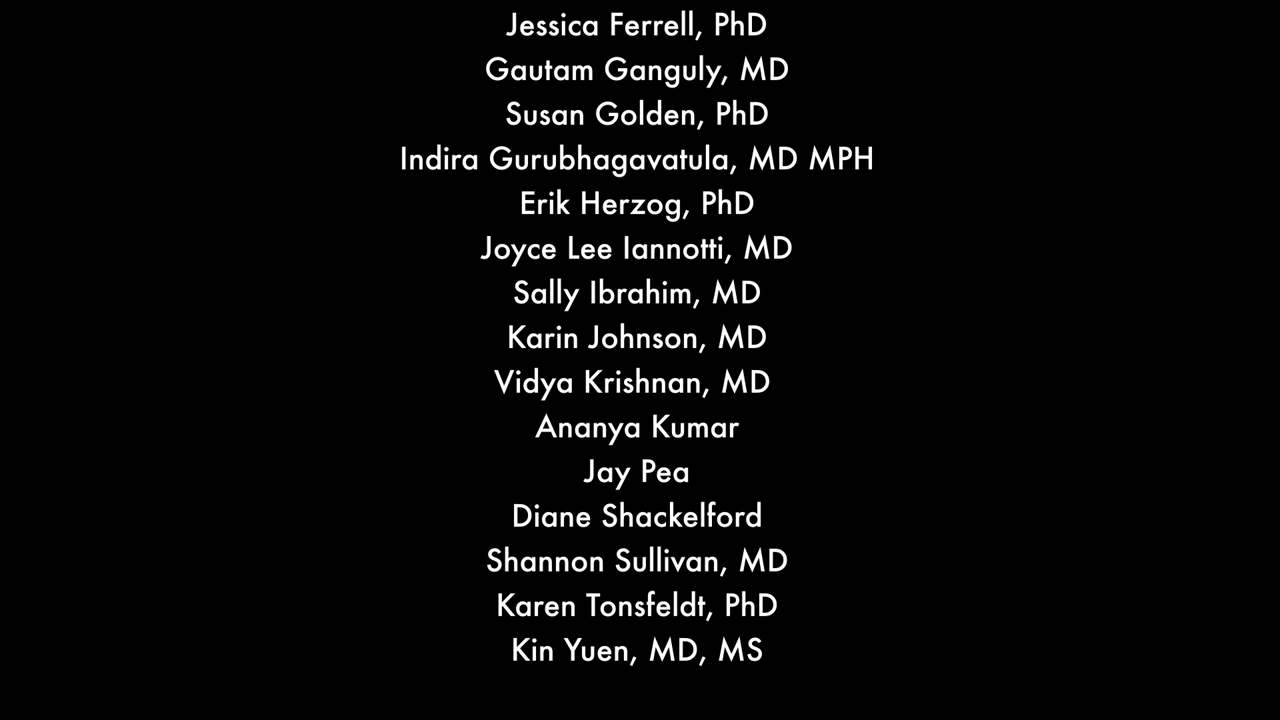 Jessica Ferrell, PhD
Gautam Ganguly, MD
Susan Golden, PhD
Indira Gurubhagavatula, MD MPH
Erik Herzog, PhD
Joyce Lee Iannotti, MD
Sally Ibrahim, MD
Karin Johnson, MD
Vidya Krishnan, MD
Ananya Kumar
Jay Pea
Diane Shackelford
Shannon Sullivan, MD
Karen Tonsfeldt, PhD
Kin Yuen, MD, MS